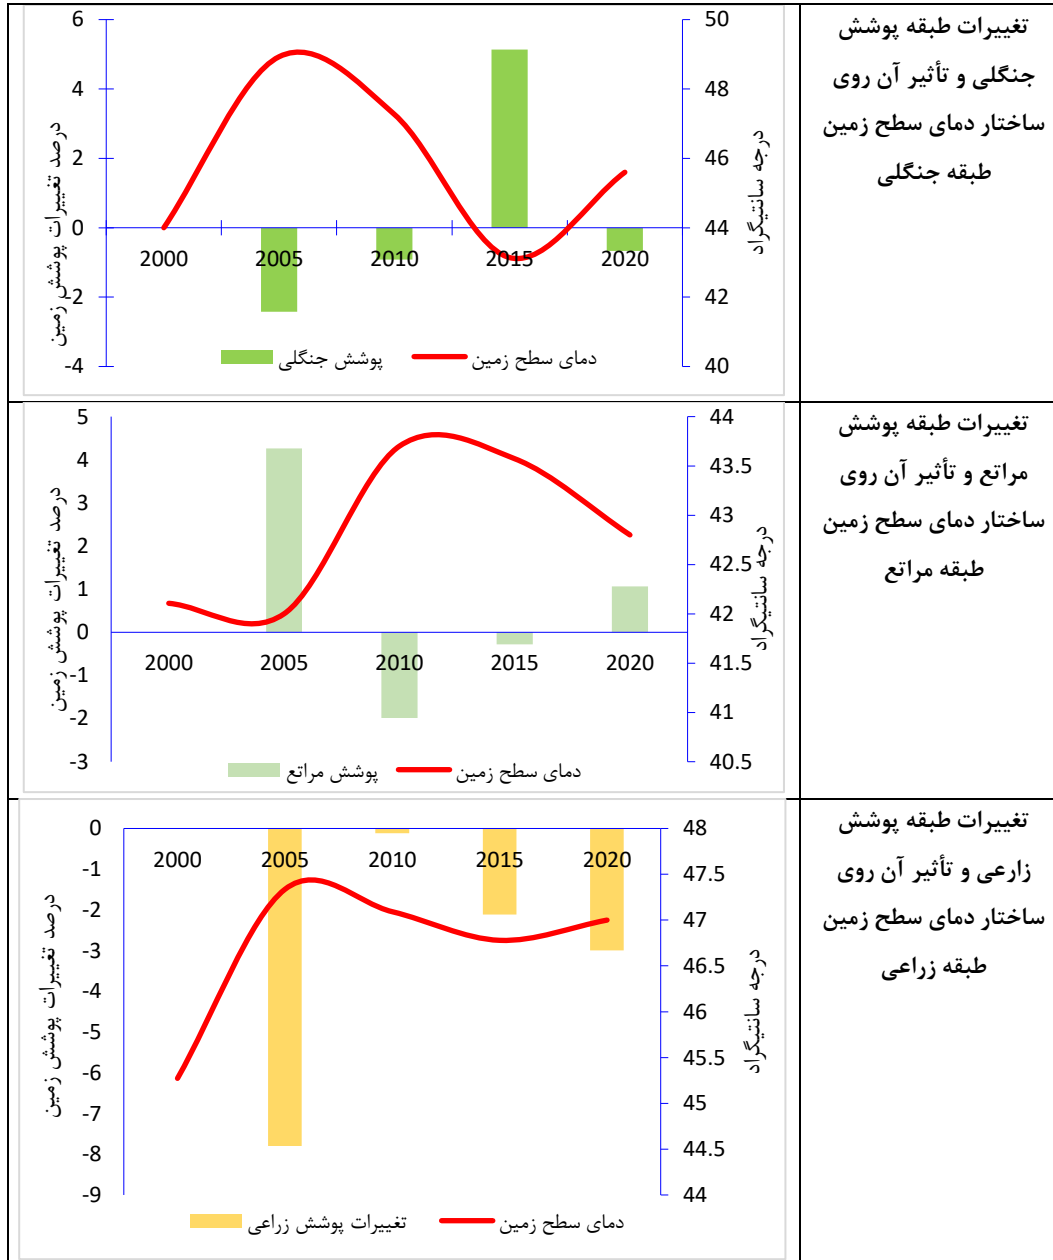 تغییرات طبقه پوشش
جنگلی و تأثیر آن روی
ساختار دمای سطح زمین
طبقه جنگلی
درصد تغییرات پوشش زمین
6
4
2
0
-2
-4
2000
2005
2010
2015
2020
50
48
46
44
42
40
درجه سانتیگراد
پوشش جنگلی
دمای سطح زمین
تغییرات طبقه پوشش
مراتع و تأثیر آن روی
ساختار دمای سطح زمین
طبقه مراتع
درصد تغییرات پوشش زمین
5
4
3
2
1
0
-1
-2
-3
2000
2005
2010
2015
2020
44
43.5
43
42.5
42
41.5
41
40.5
درجه سانتیگراد
پوشش مراتع
دمای سطح زمین
تغییرات طبقه پوشش
زارعی و تأثیر آن روی
ساختار دمای سطح زمین
طبقه زراعی
درصد تغییرات پوشش زمین
0
-1
-2
-3
-4
-5
-6
-7
-8
-9
2000
2005
2010
2015
2020
48
47.5
47
46.5
46
45.5
45
44.5
44
درجه سانتیگراد
تغییرات پوشش زراعی
دمای سطح زمین